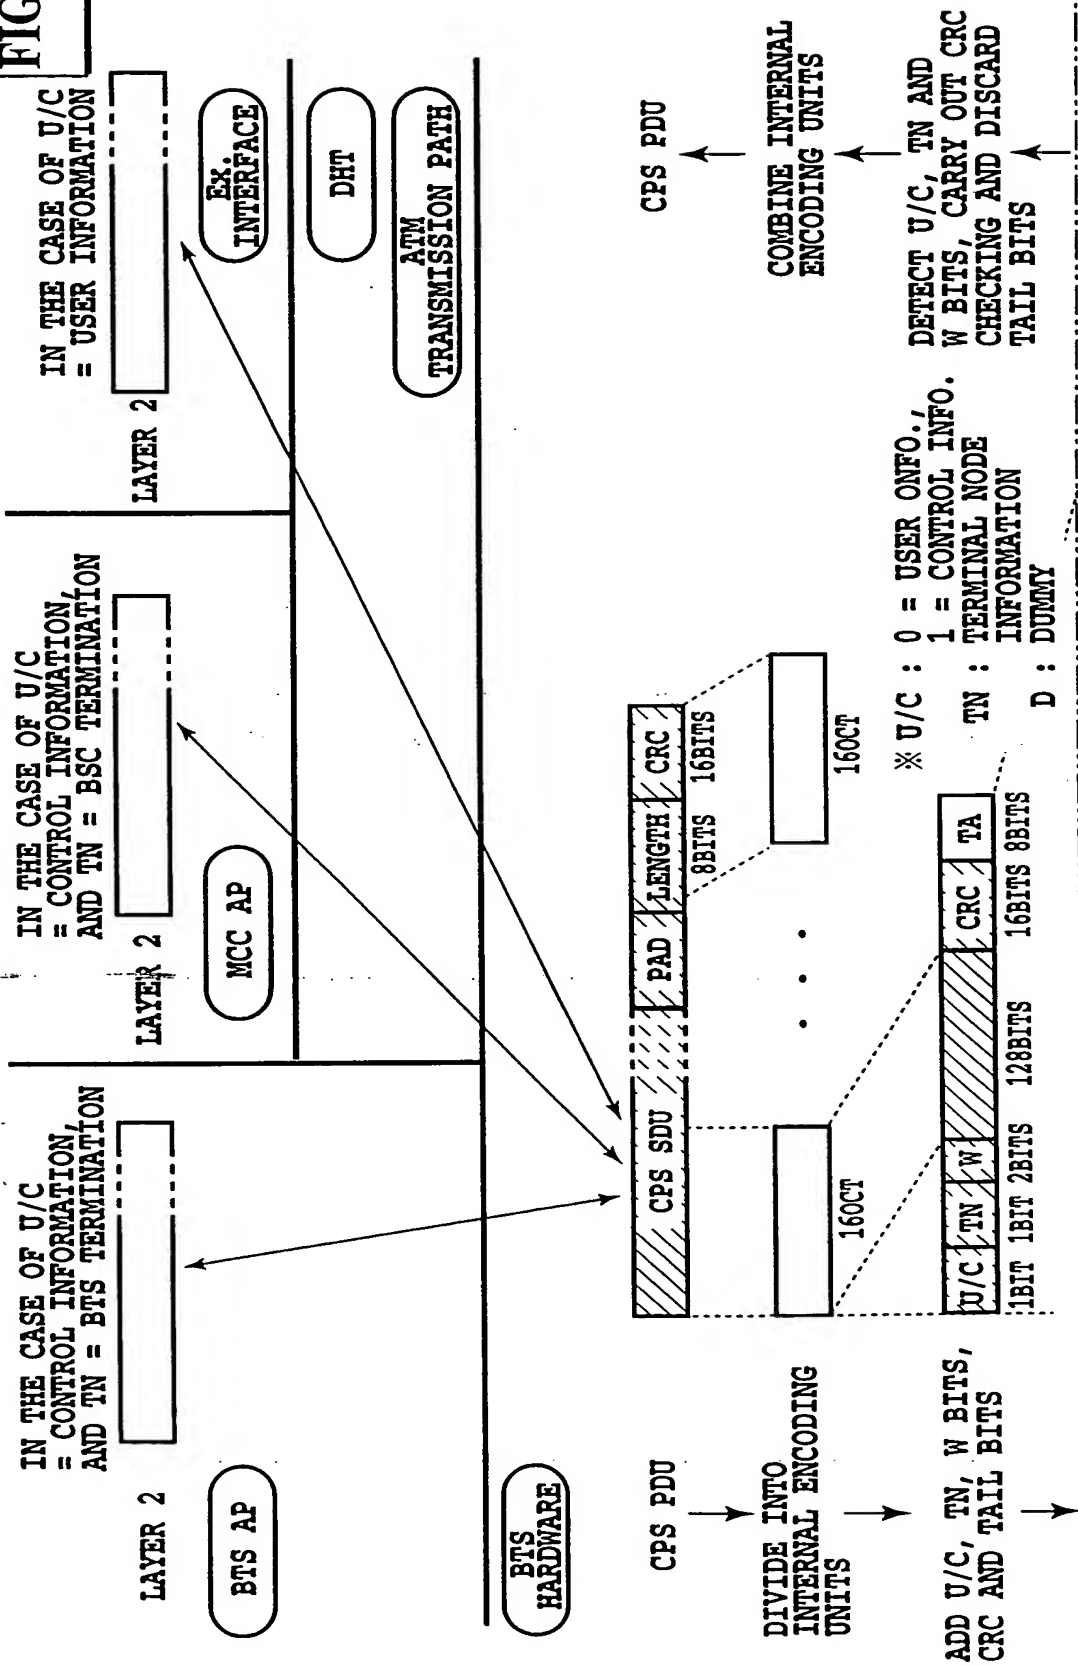 FIG
IN THE CASE OF U/C
= CONTROL INFORMATION,
AND TN = BTS TERMINATION
LAYER 2
BTS AP
IN THE CASE OF U/C
= CONTROL INFORMATION,
AND TN = BSC TERMINATION
LAYER 2
MCC AP
IN THE CASE OF U/C
= USER INFORMATION
LAYER 2
EX.
INTERFACE
DHT
ATM
TRANSMISSION PATH
BTS
HARDWARE
CPS PDU
DIVIDE INTO
INTERNAL ENCODING
UNITS
ADD U/C, TN, W BITS,
CRC AND TAIL BITS
CPS SDU
PAD
LENGTH
CRC
8BITS
16BITS
16OCT
16OCT
U/C
TN
W
CRC
TA
1BIT
1BIT
2BITS
128BITS
16BITS
8BITS
※ U/C : 0 = USER ONFO.,
1 = CONTROL INFO.
TN : TERMINAL NODE
INFORMATION
D : DUMMY
CPS PDU
COMBINE INTERNAL
ENCODING UNITS
DETECT U/C, TN AND
W BITS, CARRY OUT CRC
CHECKING AND DISCARD
TAIL BITS